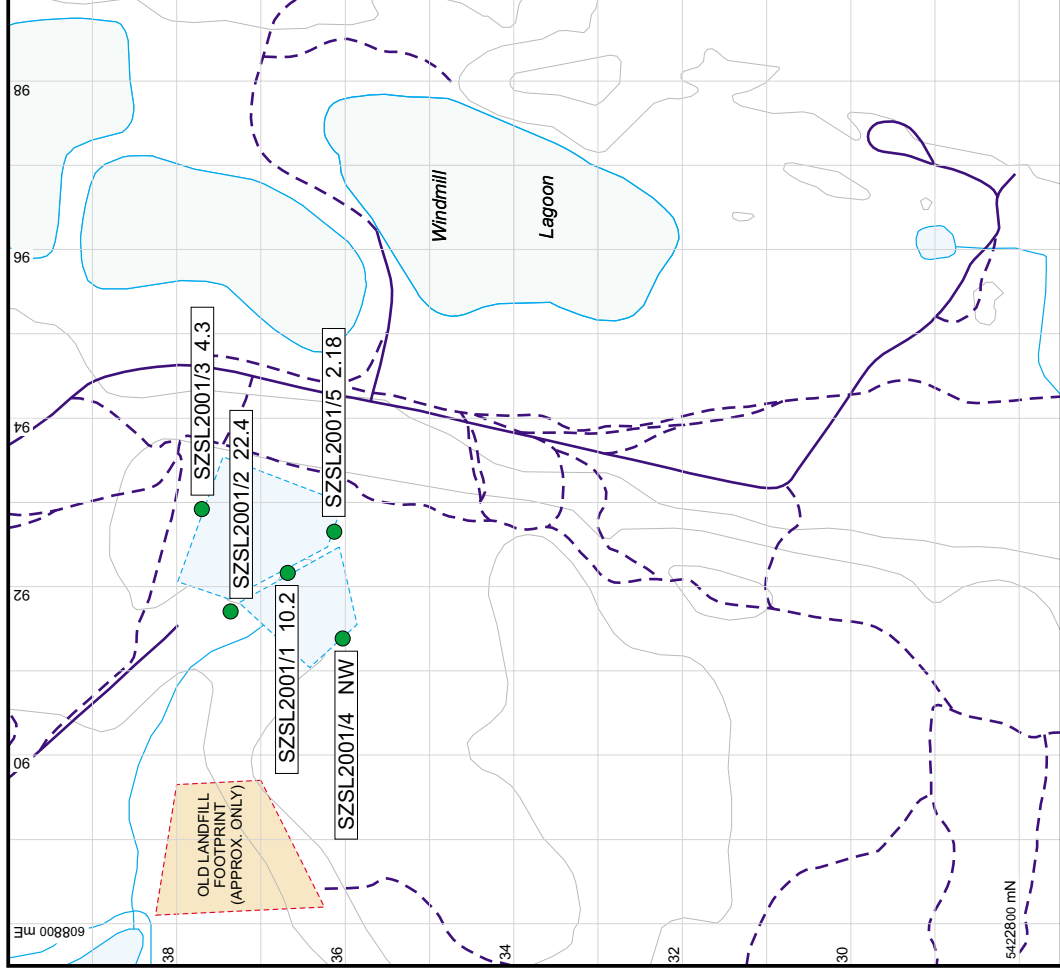 98
96
94
92
90
608800 mE
38
36
34
32
30
5422800 mN
Windmill
Lagoon
SZSL2001/3 4.3
SZSL2001/2 22.4
SZSL2001/5 2.18
SZSL2001/1 10.2
SZSL2001/4 NW
OLD LANDFILL
FOOTPRINT
(APPROX. ONLY)